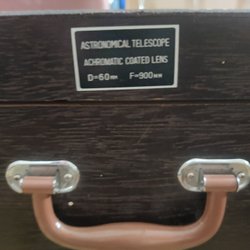 ASTRONOMICAL TELESCOPE
ACHROMATIC COATED LENS
D=60mm F=900mm